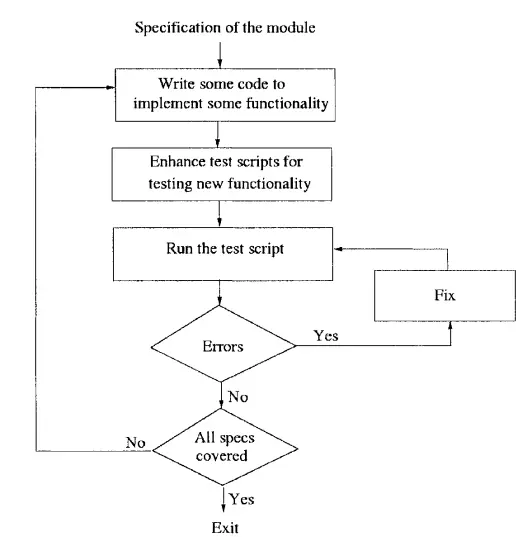 Specification of the module
Write some code to
implement some functionality
Enhance test scripts for
testing new functionality
Run the test script
Fix
Errors
Yes
No
All specs
covered
No
Yes
Exit